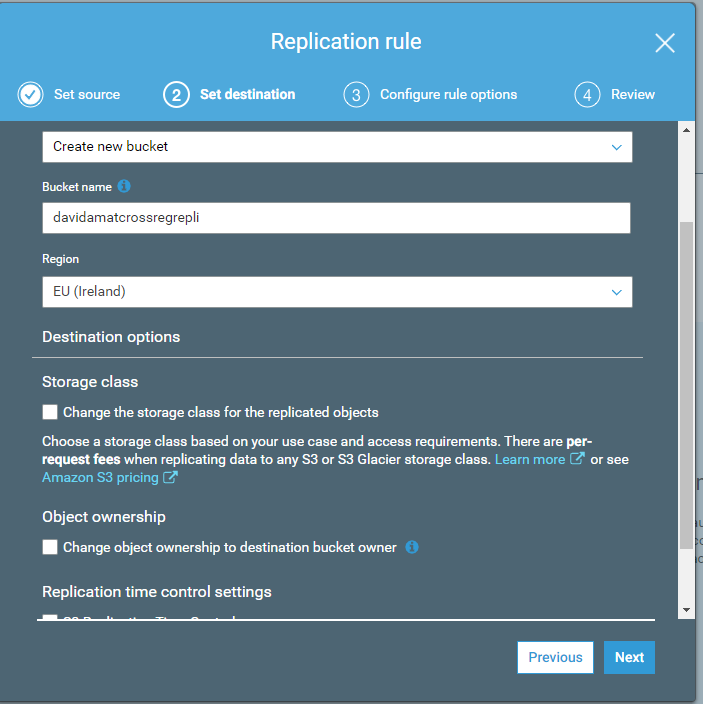 Replication rule
Set source
2 Set destination
3 Configure rule options
4 Review
Create new bucket
Bucket name
davidamatcrossregrepli
Region
EU (Ireland)
Destination options
Storage class
Change the storage class for the replicated objects
Choose a storage class based on your use case and access requirements. There are per-
request fees when replicating data to any S3 or S3 Glacier storage class. Learn more or see
Amazon S3 pricing
Object ownership
Change object ownership to destination bucket owner
Replication time control settings
Previous
Next